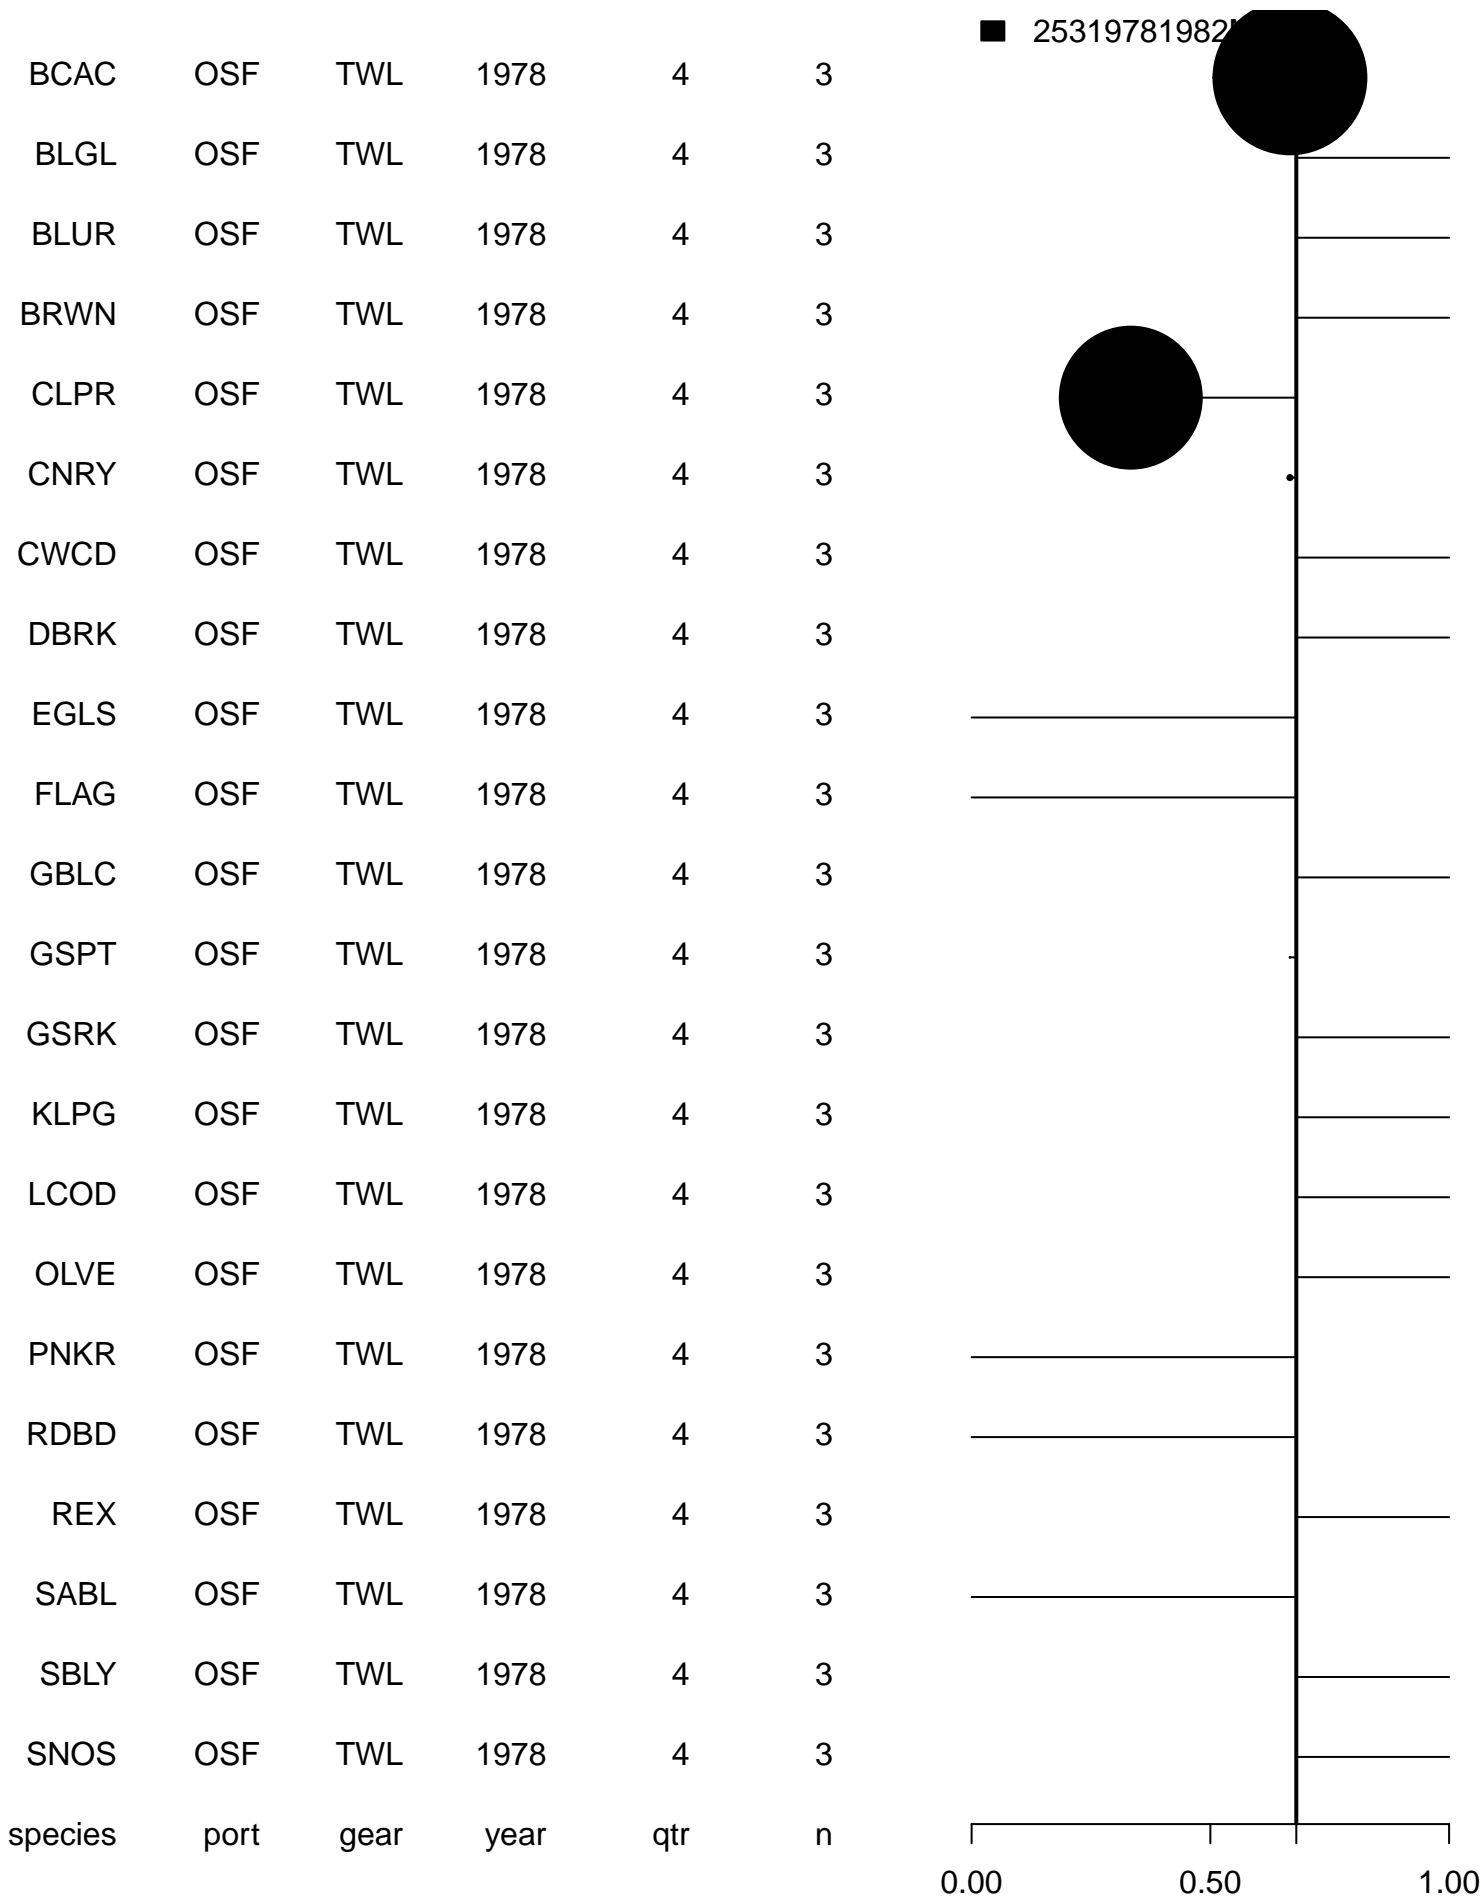 25319781982
BCAC OSF TWL 1978 4 3
BLGL OSF TWL 1978 4 3
BLUR OSF TWL 1978 4 3
BRWN OSF TWL 1978 4 3
CLPR OSF TWL 1978 4 3
CNRY OSF TWL 1978 4 3
CWCD OSF TWL 1978 4 3
DBRK OSF TWL 1978 4 3
EGLS OSF TWL 1978 4 3
FLAG OSF TWL 1978 4 3
GBLC OSF TWL 1978 4 3
GSPT OSF TWL 1978 4 3
GSRK OSF TWL 1978 4 3
KLPG OSF TWL 1978 4 3
LCOD OSF TWL 1978 4 3
OLVE OSF TWL 1978 4 3
PNKR OSF TWL 1978 4 3
RDBD OSF TWL 1978 4 3
REX OSF TWL 1978 4 3
SABL OSF TWL 1978 4 3
SBLY OSF TWL 1978 4 3
SNOS OSF TWL 1978 4 3
species port gear year qtr n
0.00 0.50 1.00